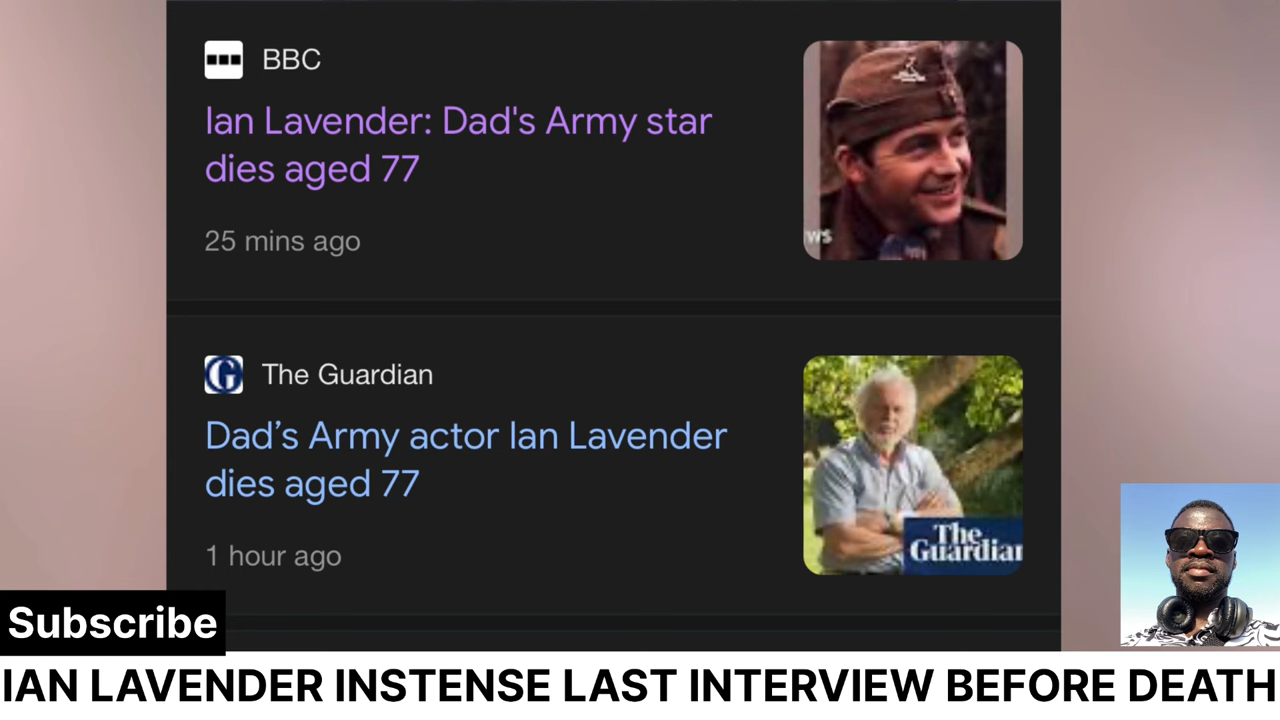 BBC
Ian Lavender: Dad's Army star
dies aged 77
25 mins ago
ws
The Guardian
Dad’s Army actor Ian Lavender
dies aged 77
1 hour ago
The
Guardian
Subscribe
IAN LAVENDER INSTENSE LAST INTERVIEW BEFORE DEATH